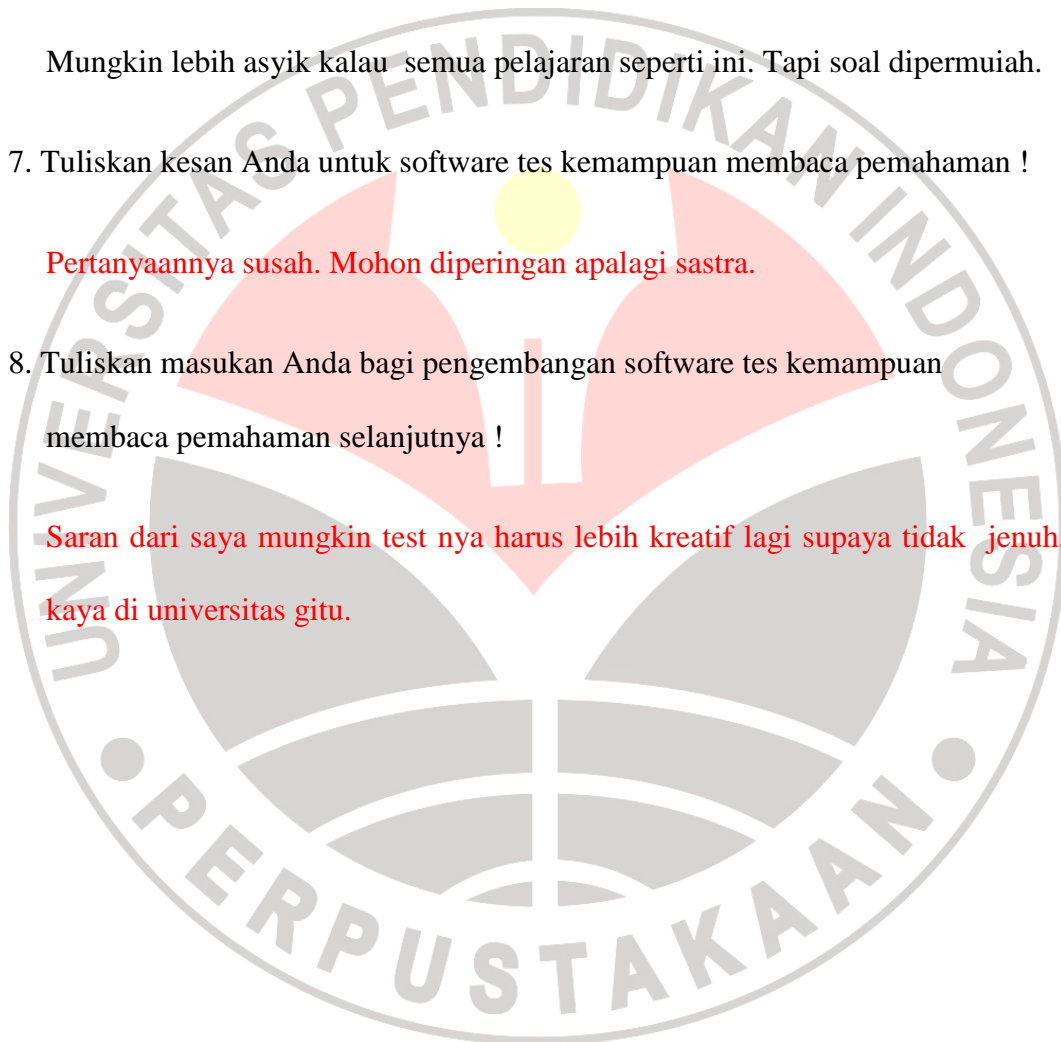 Mungkin lebih asyik kalau  semua pelajaran seperti ini. Tapi soal dipermuiah.
7. Tuliskan kesan Anda untuk software tes kemampuan membaca pemahaman !
Pertanyaannya susah. Mohon diperingan apalagi sastra.
8. Tuliskan masukan Anda bagi pengembangan software tes kemampuan
membaca pemahaman selanjutnya !
Saran dari saya mungkin test nya harus lebih kreatif lagi supaya tidak  jenuh.
kaya di universitas gitu.
UNIVERSITAS PENDIDIKAN INDONESIA
PERPUSTAKAAN